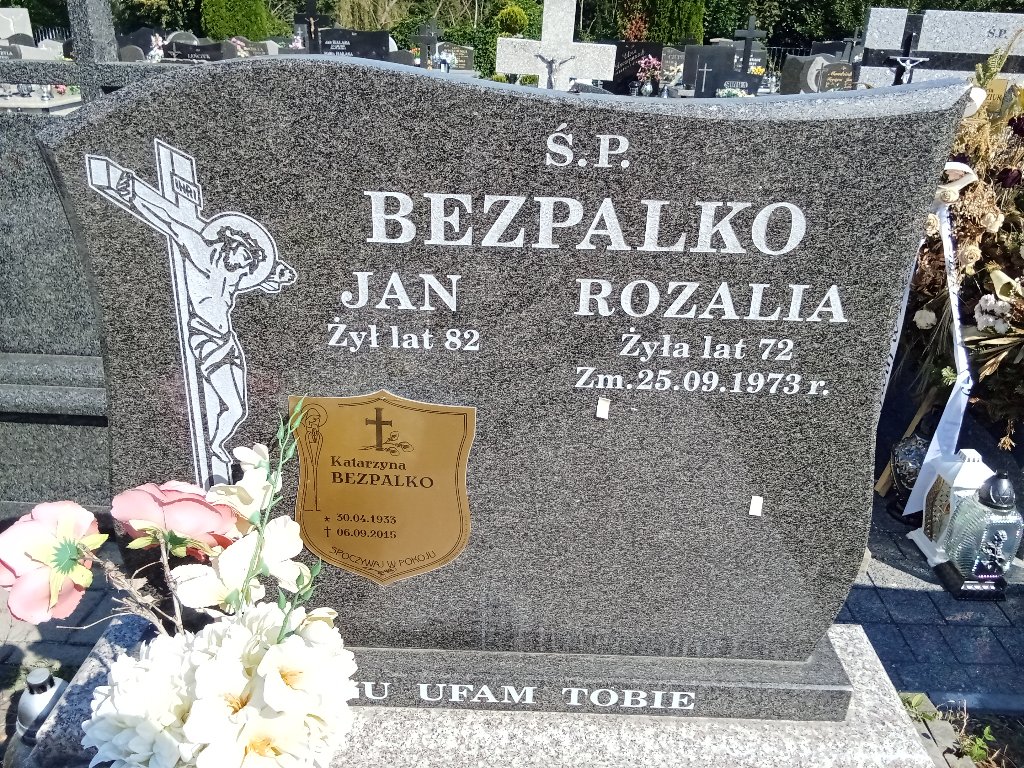 Ś.P.
BEZPALKO
JAN ROZALIA
Żył lat 82 Żyła lat 72
Zm.25.09.1973 r.
INRI
Katarzyna
BEZPALKO
* 30.04.1933
† 06.09.2015
SPOCZYWAJ W POKOJU
UFAM TOBIE
Ś.P.